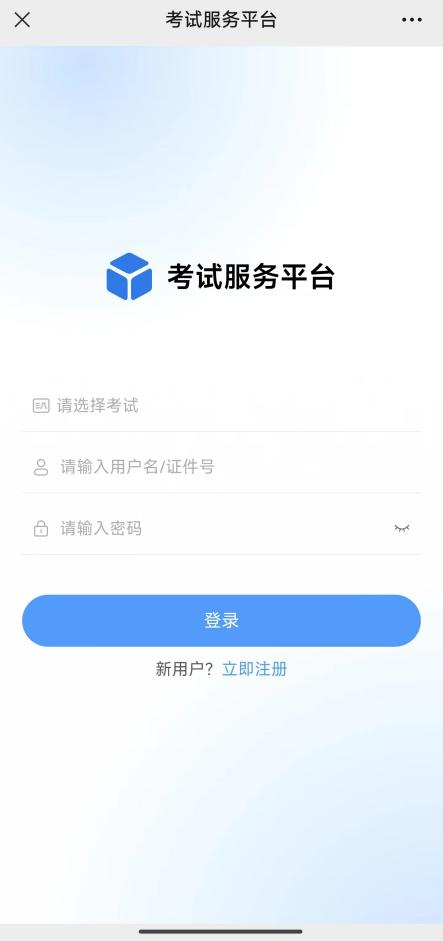 考试服务平台
考试服务平台
请选择考试
请输入用户名/证件号
请输入密码
登录
新用户？立即注册